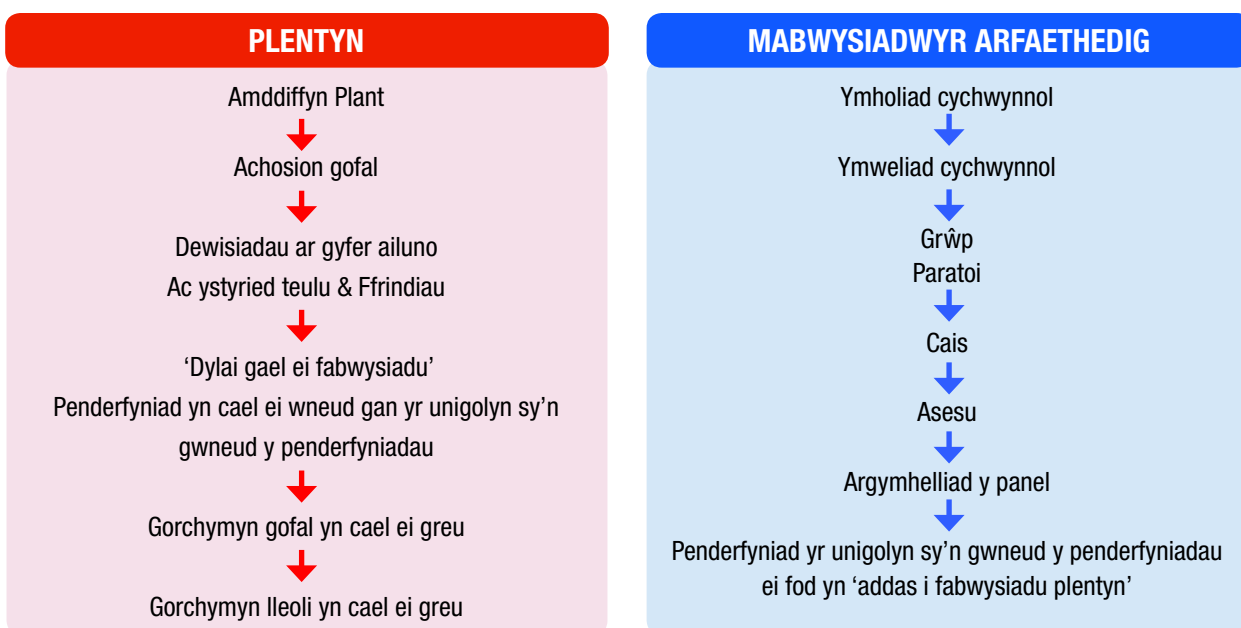 PLENTYN
Amddiffyn Plant
Achosion gofal
Dewisiadau ar gyfer ailuno
Ac ystyried teulu & Ffrindiau
‘Dylai gael ei fabwysiadu’
Penderfyniad yn cael ei wneud gan yr unigolyn sy’n
gwneud y penderfyniadau
Gorchymyn gofal yn cael ei greu
Gorchymyn lleoli yn cael ei greu
MABWYSIADWYR ARFAETHEDIG
Ymholiad cychwynnol
Ymweliad cychwynnol
Grŵp
Paratoi
Cais
Asesu
Argymhelliad y panel
Penderfyniad yr unigolyn sy’n gwneud y penderfyniadau
ei fod yn ‘addas i fabwysiadu plentyn’